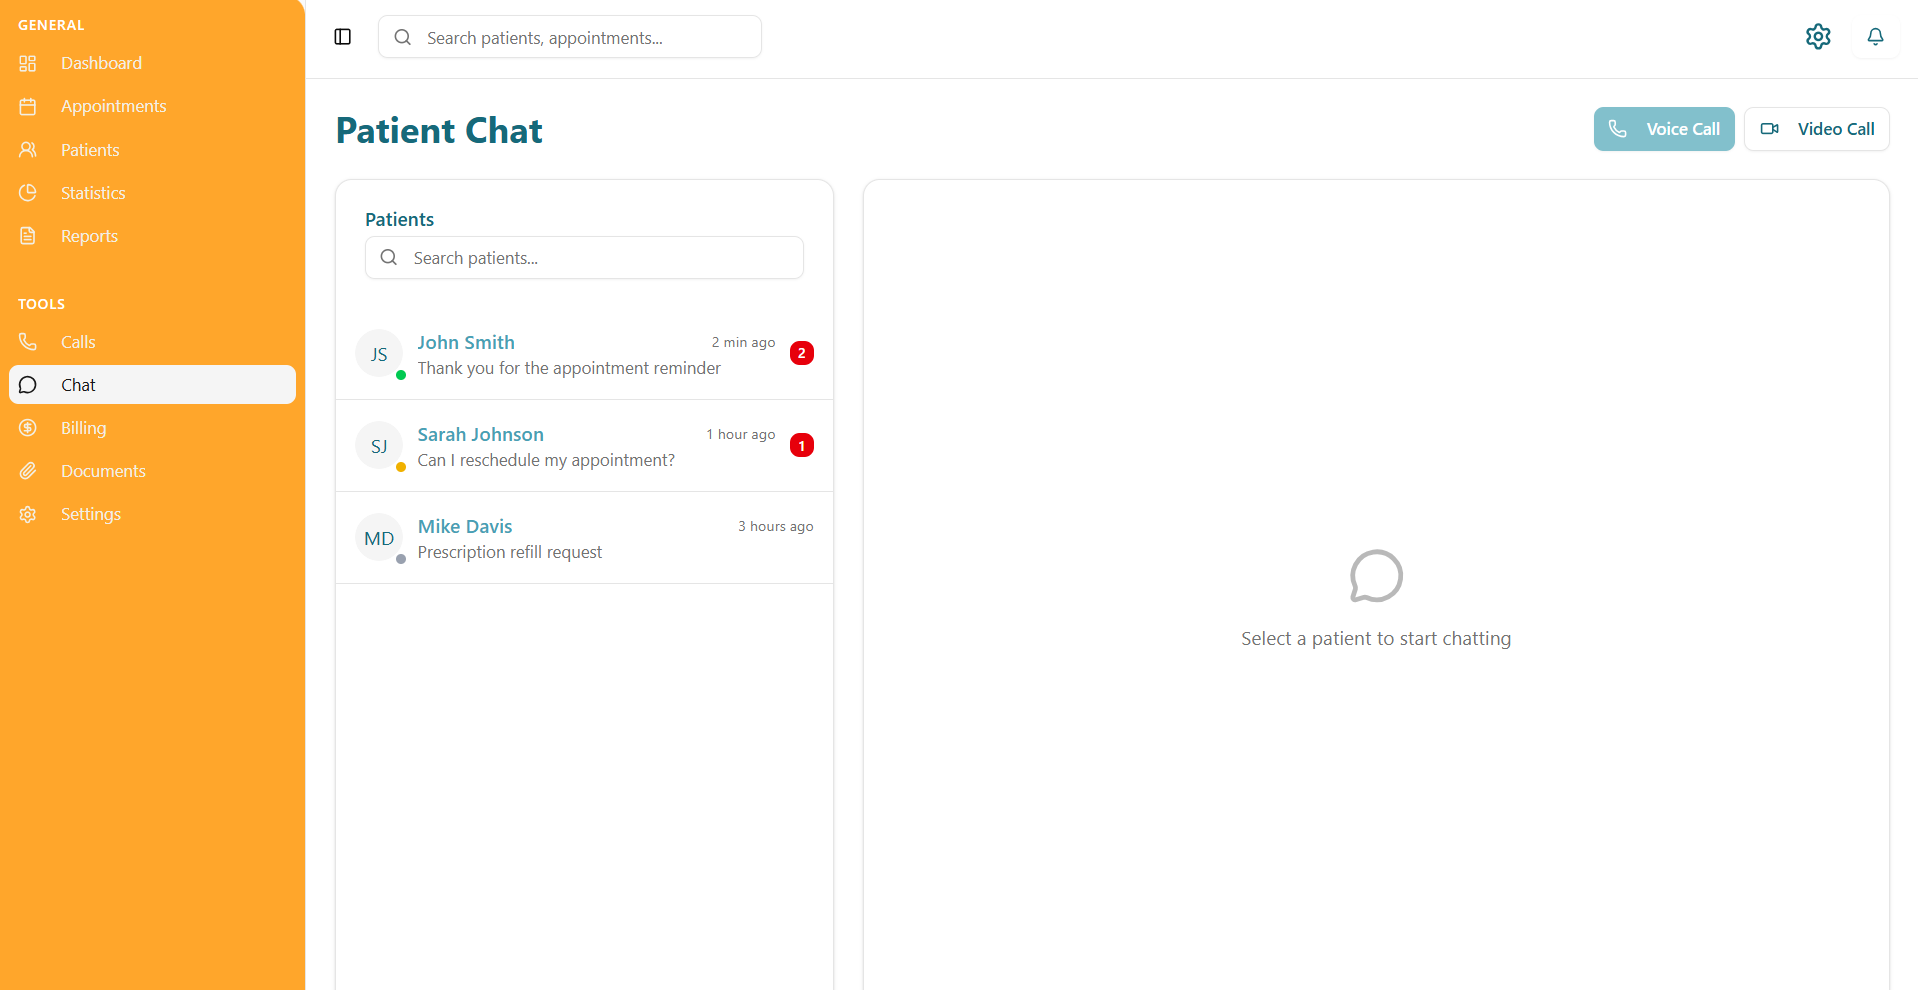 GENERAL
Dashboard
Appointments
Patients
Statistics
Reports
TOOLS
Calls
Chat
Billing
Documents
Settings
Search patients, appointments...
Patient Chat
Voice Call
Video Call
Patients
Search patients...
JS
John Smith
2 min ago
2
Thank you for the appointment reminder
SJ
Sarah Johnson
1 hour ago
1
Can I reschedule my appointment?
MD
Mike Davis
3 hours ago
Prescription refill request
Select a patient to start chatting